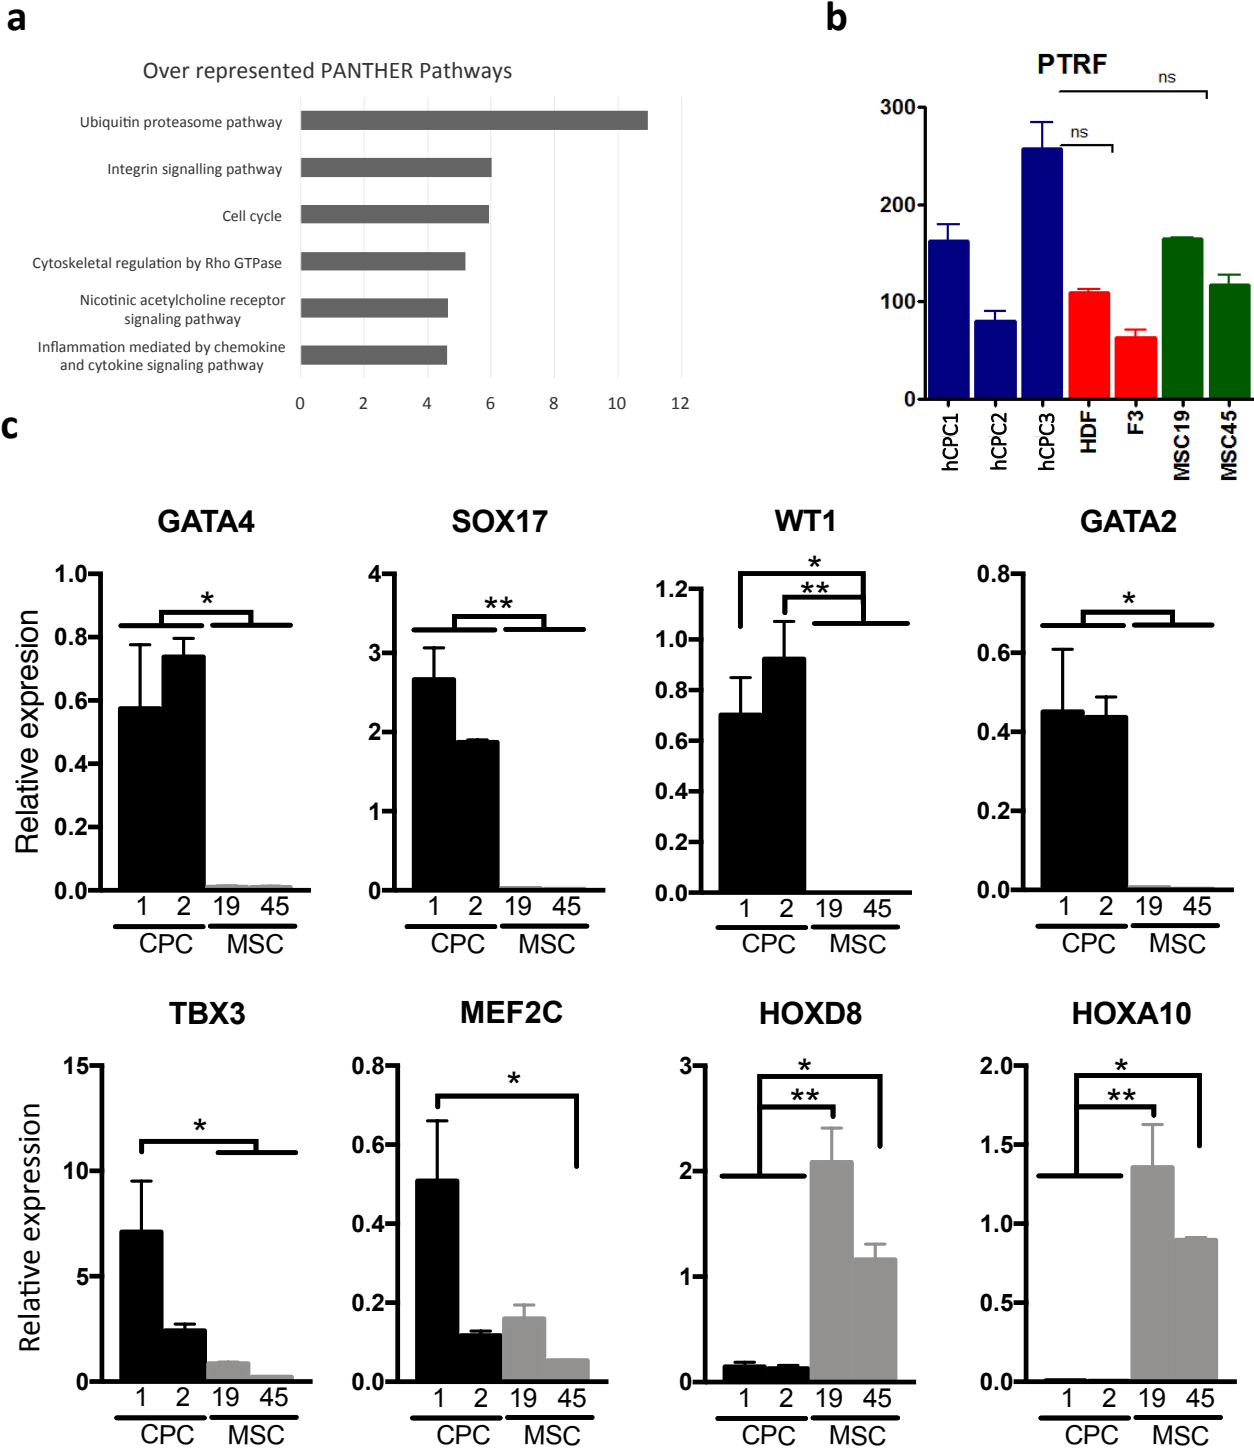 a
Over represented PANTHER Pathways
Ubiquitin proteasome pathway
Integrin signalling pathway
Cell cycle
Cytoskeletal regulation by Rho GTPase
Nicotinic acetylcholine receptor
signaling pathway
Inflammation mediated by chemokine
and cytokine signaling pathway
0 2 4 6 8 10 12
b
PTRF
ns
ns
300
200
100
0
hCPC1 hCPC2 hCPC3 HDF F3 MSC19 MSC45
c
GATA4
Relative expresion
1.0
0.8
0.6
0.4
0.2
0.0
*
1 2 19 45
CPC MSC
SOX17
4
3
2
1
0
**
1 2 19 45
CPC MSC
WT1
1.2
1.0
0.8
0.6
0.4
0.2
0.0
*
**
1 2 19 45
CPC MSC
GATA2
0.8
0.6
0.4
0.2
0.0
*
1 2 19 45
CPC MSC
TBX3
Relative expression
15
10
5
0
*
1 2 19 45
CPC MSC
MEF2C
0.8
0.6
0.4
0.2
0.0
*
1 2 19 45
CPC MSC
HOXD8
3
2
1
0
*
**
1 2 19 45
CPC MSC
HOXA10
2.0
1.5
1.0
0.5
0.0
*
**
1 2 19 45
CPC MSC